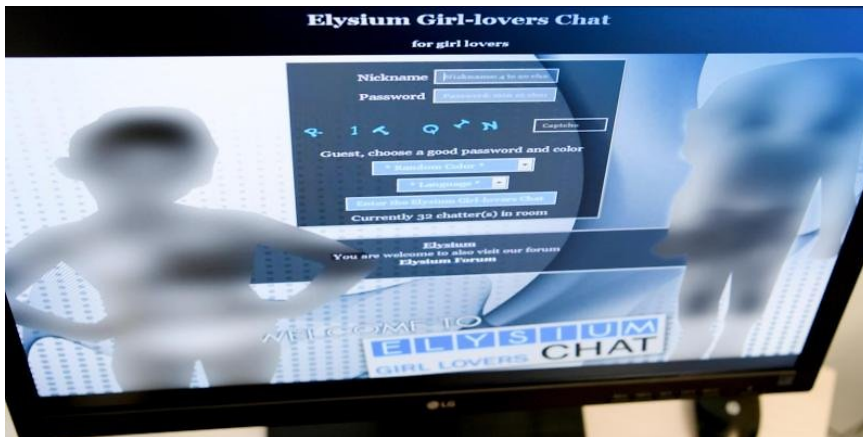 Elysium Girl-lovers Chat
for girl lovers
Nickname
Password
Captcha
Guest, choose a good password and color
* Random Color *
* Language *
Enter the Elysium Girl-lovers Chat
Currently 32 chatter(s) in room
Elysium
You are welcome to also visit our forum
Elysium Forum
WELCOME TO
ELYSIUM
GIRL LOVERS CHAT
LG